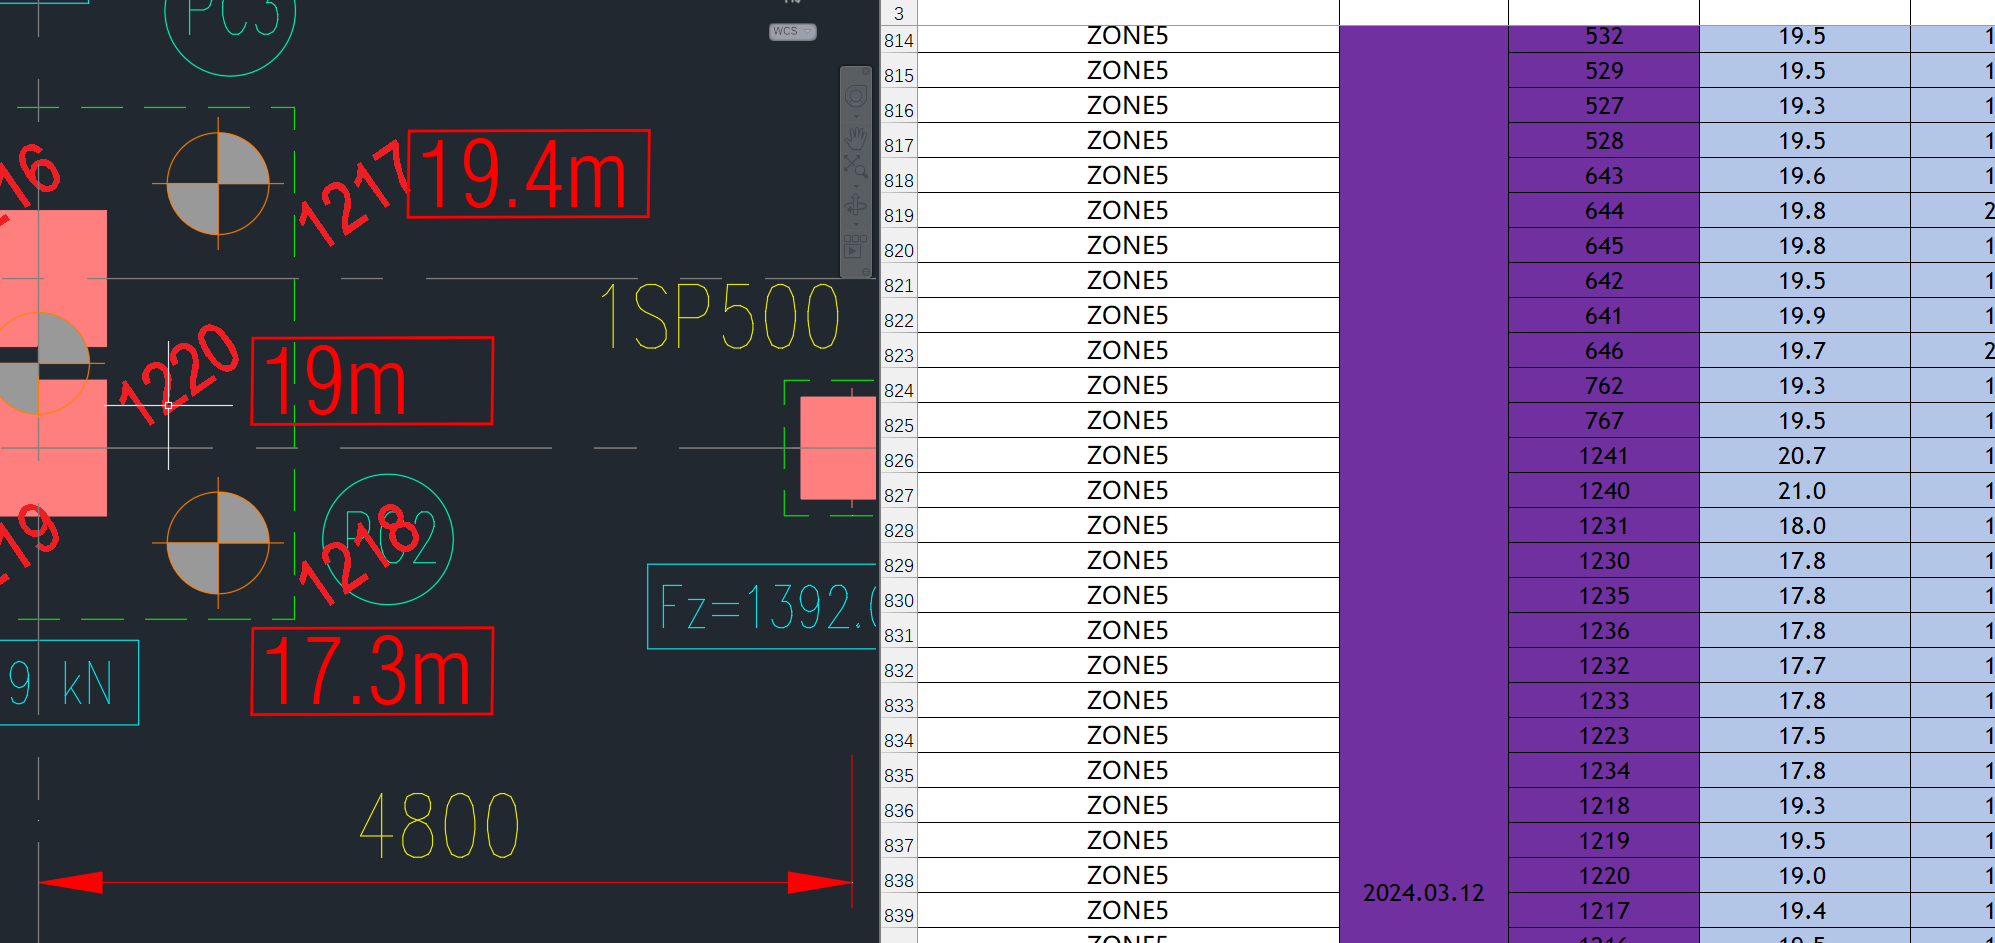 PC3
WCS
16
1217
19.4m
1SP500
1220
19m
19
1218
PC2
Fz=1392.
17.3m
9 kN
4800
3
814 ZONE5 532 19.5 1
815 ZONE5 529 19.5 1
816 ZONE5 527 19.3 1
817 ZONE5 528 19.5 1
818 ZONE5 643 19.6 1
819 ZONE5 644 19.8 2
820 ZONE5 645 19.8 1
821 ZONE5 642 19.5 1
822 ZONE5 641 19.9 1
823 ZONE5 646 19.7 2
824 ZONE5 762 19.3 1
825 ZONE5 767 19.5 1
826 ZONE5 1241 20.7 1
827 ZONE5 1240 21.0 1
828 ZONE5 1231 18.0 1
829 ZONE5 1230 17.8 1
830 ZONE5 1235 17.8 1
831 ZONE5 1236 17.8 1
832 ZONE5 1232 17.7 1
833 ZONE5 1233 17.8 1
834 ZONE5 1223 17.5 1
835 ZONE5 1234 17.8 1
836 ZONE5 1218 19.3 1
837 ZONE5 1219 19.5 1
838 ZONE5 2024.03.12 1220 19.0 1
839 ZONE5 1217 19.4 1